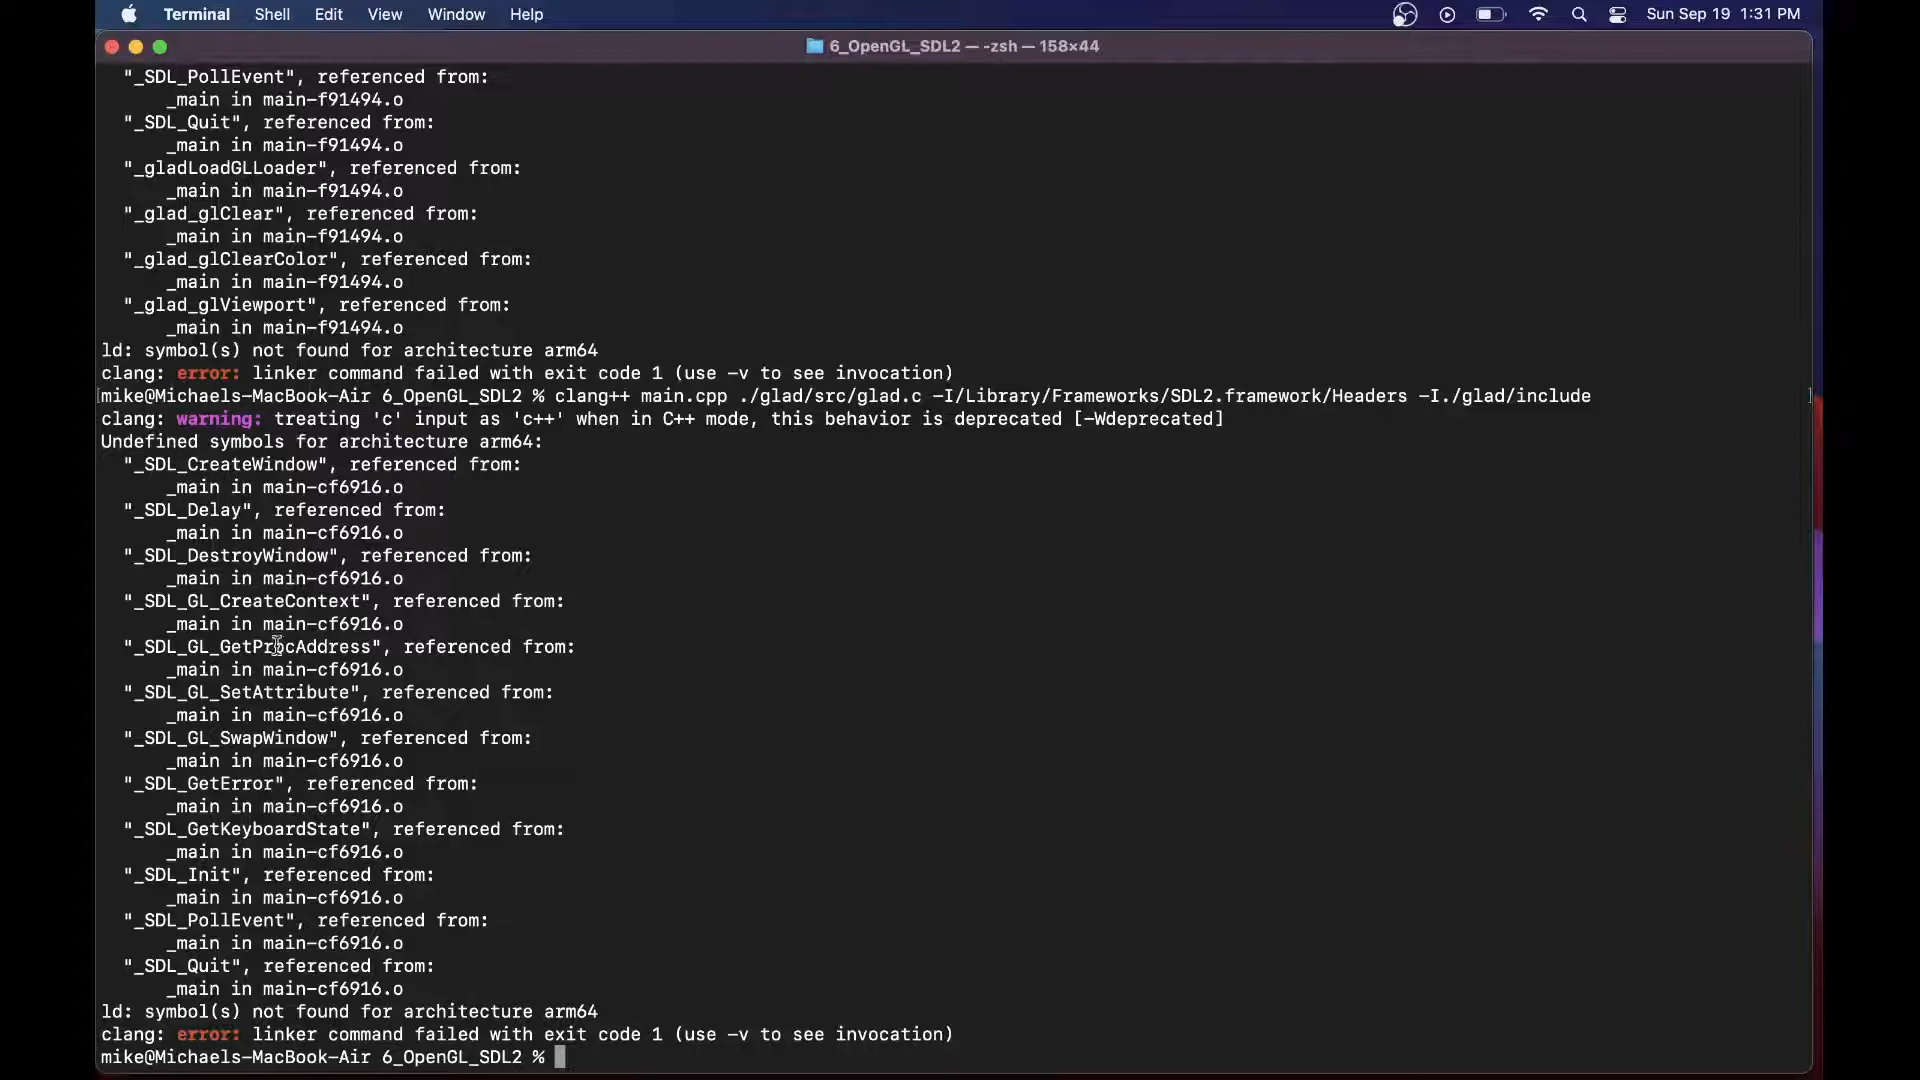 Terminal Shell Edit View Window Help Sun Sep 19 1:31 PM
6_OpenGL_SDL2 — -zsh — 158×44
"_SDL_PollEvent", referenced from:
_main in main-f91494.o
"_SDL_Quit", referenced from:
_main in main-f91494.o
"_gladLoadGLLoader", referenced from:
_main in main-f91494.o
"_glad_glClear", referenced from:
_main in main-f91494.o
"_glad_glClearColor", referenced from:
_main in main-f91494.o
"_glad_glViewport", referenced from:
_main in main-f91494.o
ld: symbol(s) not found for architecture arm64
clang: error: linker command failed with exit code 1 (use -v to see invocation)
[mike@Michaels-MacBook-Air 6_OpenGL_SDL2 % clang++ main.cpp ./glad/src/glad.c -I/Library/Frameworks/SDL2.framework/Headers -I./glad/include ]
clang: warning: treating 'c' input as 'c++' when in C++ mode, this behavior is deprecated [-Wdeprecated]
Undefined symbols for architecture arm64:
"_SDL_CreateWindow", referenced from:
_main in main-cf6916.o
"_SDL_Delay", referenced from:
_main in main-cf6916.o
"_SDL_DestroyWindow", referenced from:
_main in main-cf6916.o
"_SDL_GL_CreateContext", referenced from:
_main in main-cf6916.o
"_SDL_GL_GetProcAddress", referenced from:
_main in main-cf6916.o
"_SDL_GL_SetAttribute", referenced from:
_main in main-cf6916.o
"_SDL_GL_SwapWindow", referenced from:
_main in main-cf6916.o
"_SDL_GetError", referenced from:
_main in main-cf6916.o
"_SDL_GetKeyboardState", referenced from:
_main in main-cf6916.o
"_SDL_Init", referenced from:
_main in main-cf6916.o
"_SDL_PollEvent", referenced from:
_main in main-cf6916.o
"_SDL_Quit", referenced from:
_main in main-cf6916.o
ld: symbol(s) not found for architecture arm64
clang: error: linker command failed with exit code 1 (use -v to see invocation)
mike@Michaels-MacBook-Air 6_OpenGL_SDL2 %